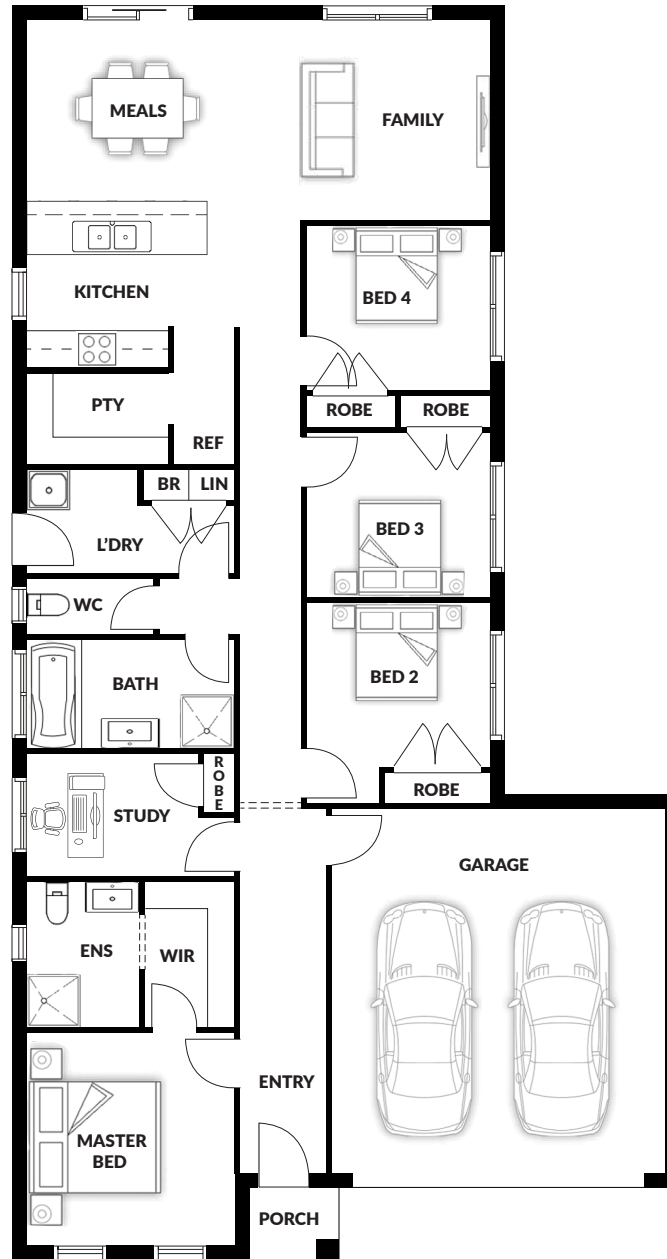 MEALS
FAMILY
KITCHEN
BED 4
PTY
ROBE
ROBE
REF
BR
LIN
BED 3
L'DRY
WC
BED 2
BATH
ROBE
ROBE
STUDY
GARAGE
ENS
WIR
ENTRY
MASTER
BED
PORCH